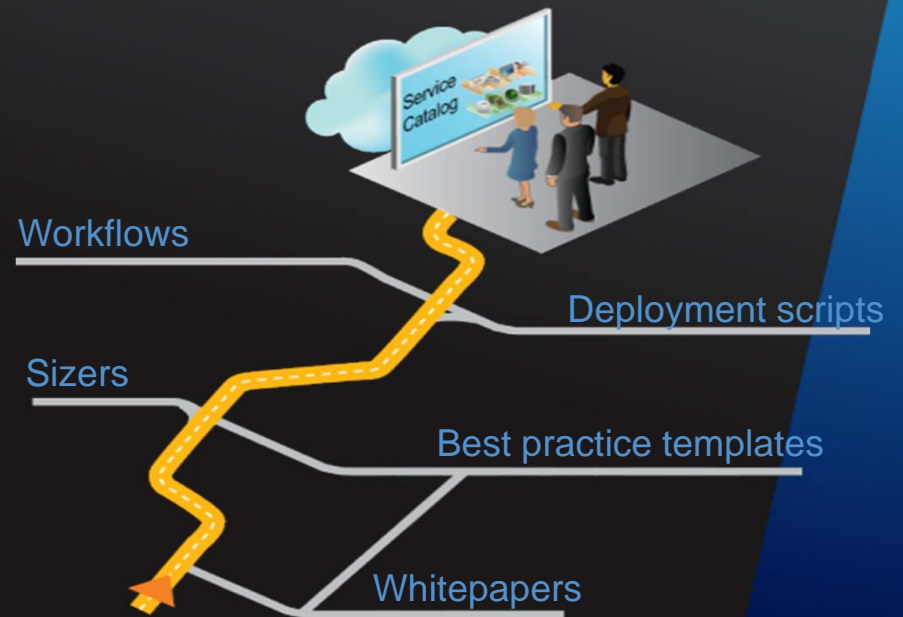 Service
Catalog
Workflows
Deployment scripts
Sizers
Best practice templates
Whitepapers